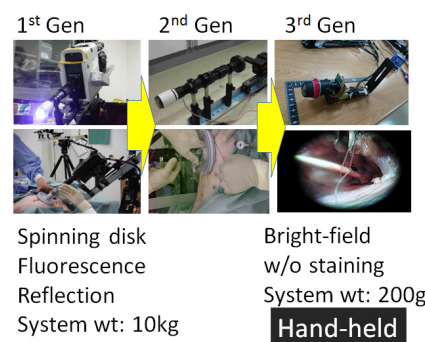 1st Gen
2nd Gen
3rd Gen
Spinning disk
Fluorescence
Reflection
System wt: 10kg
Bright-field
w/o staining
System wt: 200g
Hand-held